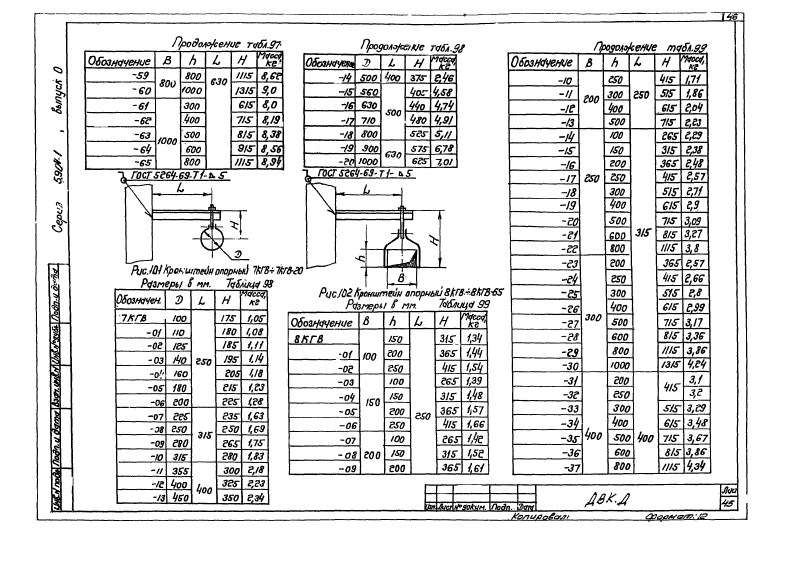 46
Серия 5.904-1, выпуск 0
Продолжение табл.97
Обозначение B h L H Масса, кг
-59 800 800 630 1115 8,62
-60 1000 1315 9,0
-61 1000 300 615 8,0
-62 400 715 8,19
-63 500 815 8,38
-64 600 915 8,56
-65 800 1115 8,94
Продолжение табл.98
Обозначение D L H Масса, кг
-14 500 400 375 2,46
-15 560 500 405 4,58
-16 630 440 4,74
-17 710 480 4,91
-18 800 525 5,11
-19 900 630 575 6,78
-20 1000 625 7,01
ГОСТ 5264-69-Т1-⊿5
L
H
D
ГОСТ 5264-69-Т1-⊿5
L
H
h
B
Рис.101 Кронштейн опорный 7КГВ÷7КГВ-20
Размеры в мм. Таблица 98
Обозначен. D L H Масса, кг
7КГВ 100 250 175 1,05
-01 110 180 1,08
-02 125 185 1,11
-03 140 195 1,14
-04 160 205 1,18
-05 180 215 1,23
-06 200 225 1,28
-07 225 315 235 1,63
-08 250 250 1,69
-09 280 265 1,75
-10 315 280 1,83
-11 355 400 300 2,18
-12 400 325 2,23
-13 450 350 2,34
Рис.102 Кронштейн опорный 8КГВ÷8КГВ-65
Размеры в мм. Таблица 99
Обозначение B h L H Масса, кг
8КГВ 100 150 250 315 1,34
-01 200 365 1,44
-02 250 415 1,54
-03 150 100 265 1,39
-04 150 315 1,48
-05 200 365 1,57
-06 250 415 1,66
-07 200 100 265 1,42
-08 150 315 1,52
-09 200 365 1,61
Продолжение табл.99
Обозначение B h L H Масса, кг
-10 200 250 250 415 1,71
-11 300 515 1,86
-12 400 615 2,04
-13 500 715 2,23
-14 250 100 315 265 2,29
-15 150 315 2,38
-16 200 365 2,48
-17 250 415 2,57
-18 300 515 2,71
-19 400 615 2,9
-20 500 715 3,09
-21 600 815 3,27
-22 800 1115 3,8
-23 300 200 365 2,57
-24 250 415 2,66
-25 300 515 2,8
-26 400 615 2,99
-27 500 715 3,17
-28 600 815 3,36
-29 800 1115 3,86
-30 1000 1315 4,24
-31 400 200 400 415 3,1
-32 250 3,2
-33 300 515 3,29
-34 400 615 3,48
-35 500 715 3,67
-36 600 815 3,86
-37 800 1115 4,34
Инв.№ подл. Подп. и дата Взам.инв.№ Инв.№ дубл. Подп. и дата
Изм. Лист № докум. Подп. Дата
ДВК.Д
Лист
45
Копировал:
Формат: 12